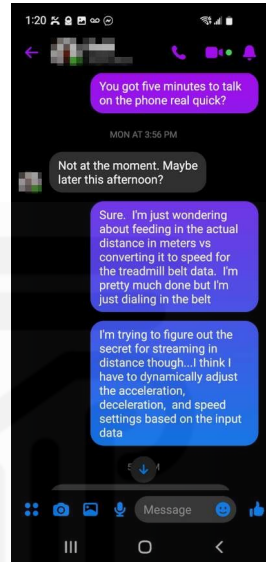 1:20
You got five minutes to talk
on the phone real quick?
MON AT 3:56 PM
Not at the moment. Maybe
later this afternoon?
Sure. I'm just wondering
about feeding in the actual
distance in meters vs
converting it to speed for
the treadmill belt data. I'm
pretty much done but I'm
just dialing in the belt
I'm trying to figure out the
secret for streaming in
distance though...I think I
have to dynamically adjust
the acceleration,
deceleration, and speed
settings based on the input
data
Message